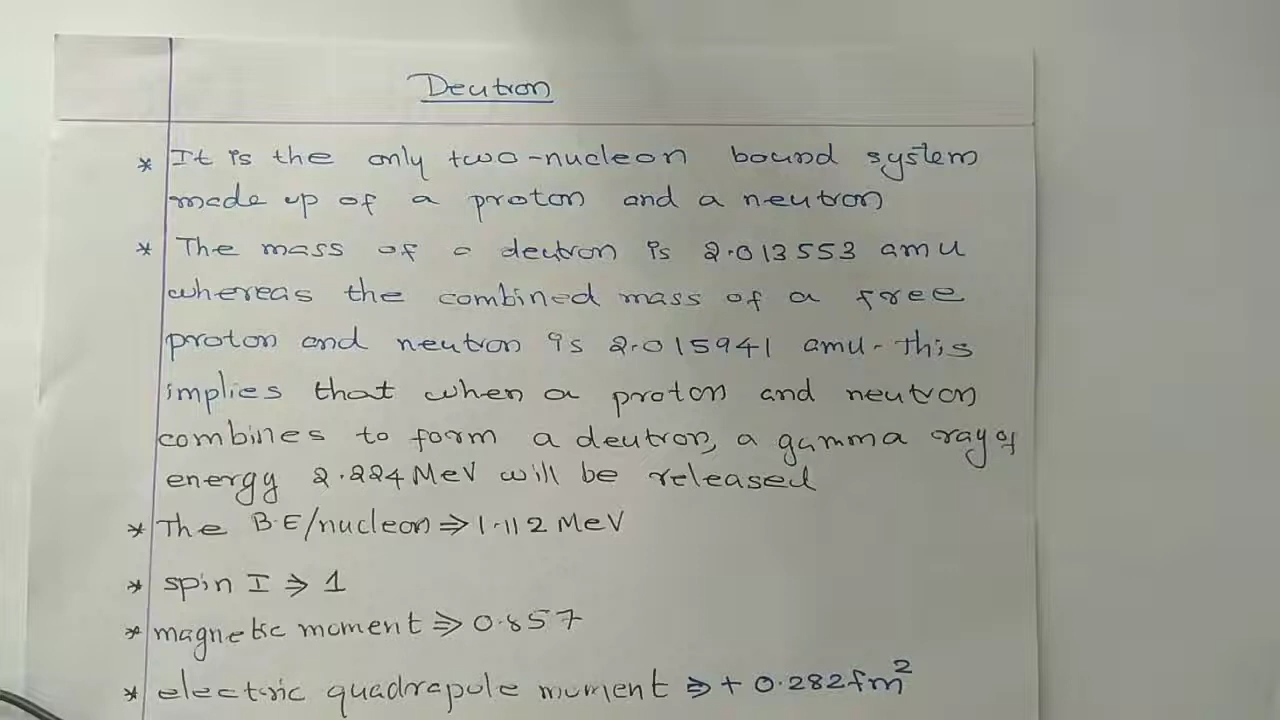 Deutron
* It is the only two-nucleon bound system
made up of a proton and a neutron
* The mass of a deutron is 2.013553 amu
whereas the combined mass of a free
proton and neutron is 2.015941 amu. This
implies that when a proton and neutron
combines to form a deutron, a gamma ray of
energy 2.224 MeV will be released
* The B.E/nucleon ⇒ 1.112 MeV
* spin I ⇒ 1
* magnetic moment ⇒ 0.857
* electric quadrapole mument ⇒ + 0.282 fm²